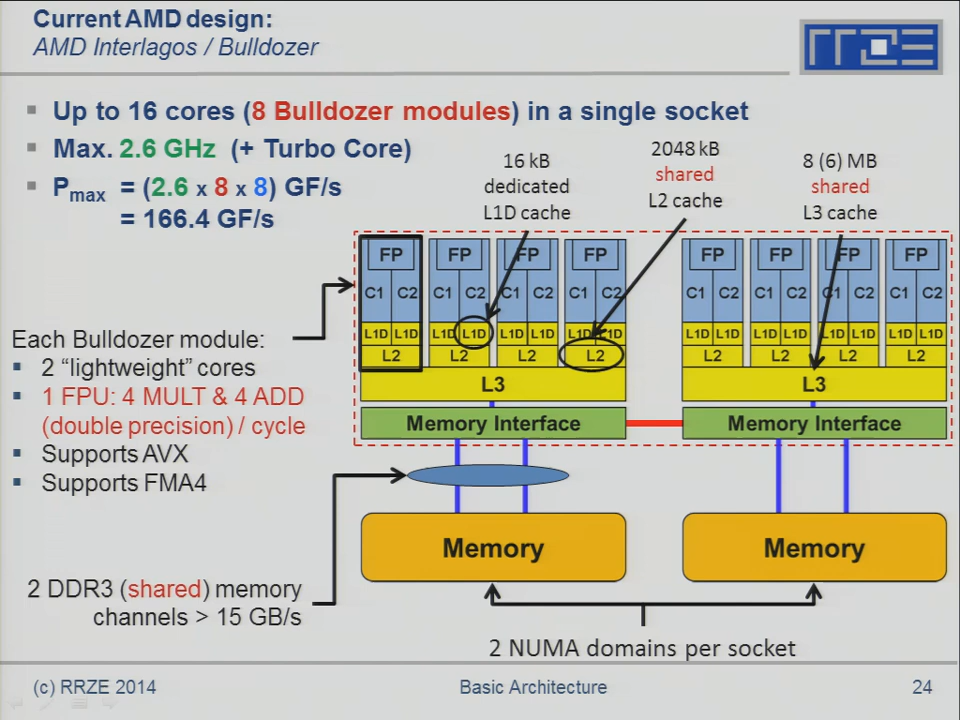 Current AMD design:
AMD Interlagos / Bulldozer
RRZE
Up to 16 cores (8 Bulldozer modules) in a single socket
Max. 2.6 GHz (+ Turbo Core)
Pmax = (2.6 x 8 x 8) GF/s
= 166.4 GF/s
16 kB
dedicated
L1D cache
2048 kB
shared
L2 cache
8 (6) MB
shared
L3 cache
FP FP FP FP FP FP FP FP
C1 C2 C1 C2 C1 C2 C1 C2 C1 C2 C1 C2 C1 C2 C1 C2
L1D L1D L1D L1D L1D L1D L1D L1D L1D L1D L1D L1D L1D L1D L1D L1D
L2 L2 L2 L2 L2 L2 L2 L2
L3 L3
Memory Interface Memory Interface
Each Bulldozer module:
2 “lightweight” cores
1 FPU: 4 MULT & 4 ADD
(double precision) / cycle
Supports AVX
Supports FMA4
Memory Memory
2 DDR3 (shared) memory
channels > 15 GB/s
2 NUMA domains per socket
(c) RRZE 2014
Basic Architecture
24